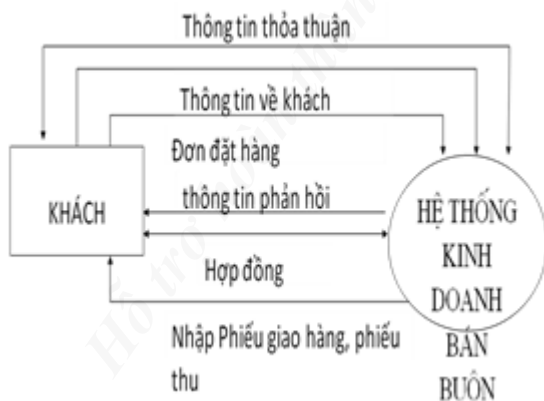 Thông tin thỏa thuận
Thông tin về khách
Đơn đặt hàng
KHÁCH
thông tin phản hồi
HỆ THỐNG
KINH
DOANH
BÁN
BUÔN
Hợp đồng
Nhập Phiếu giao hàng, phiếu
thu